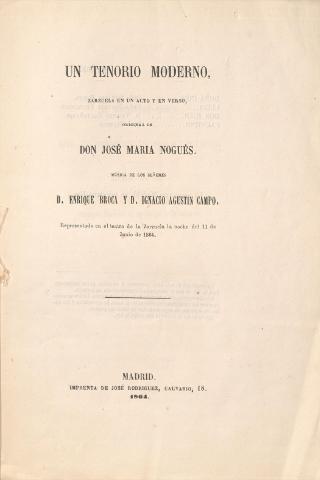 UN TENORIO MODERNO,
ZARZUELA EN UN ACTO Y EN VERSO,
ORIGINAL DE
DON JOSÉ MARIA NOGUÉS.
MÚSICA DE LOS SEÑORES
D. ENRIQUE BROCA Y D. IGNACIO AGUSTIN CAMPO.
Representado en el teatro de la Zarzuela la noche del 11 de
Junio de 1864.
MADRID.
IMPRENTA DE JOSÉ RODRIGUEZ, CALVARIO, 18.
1864.